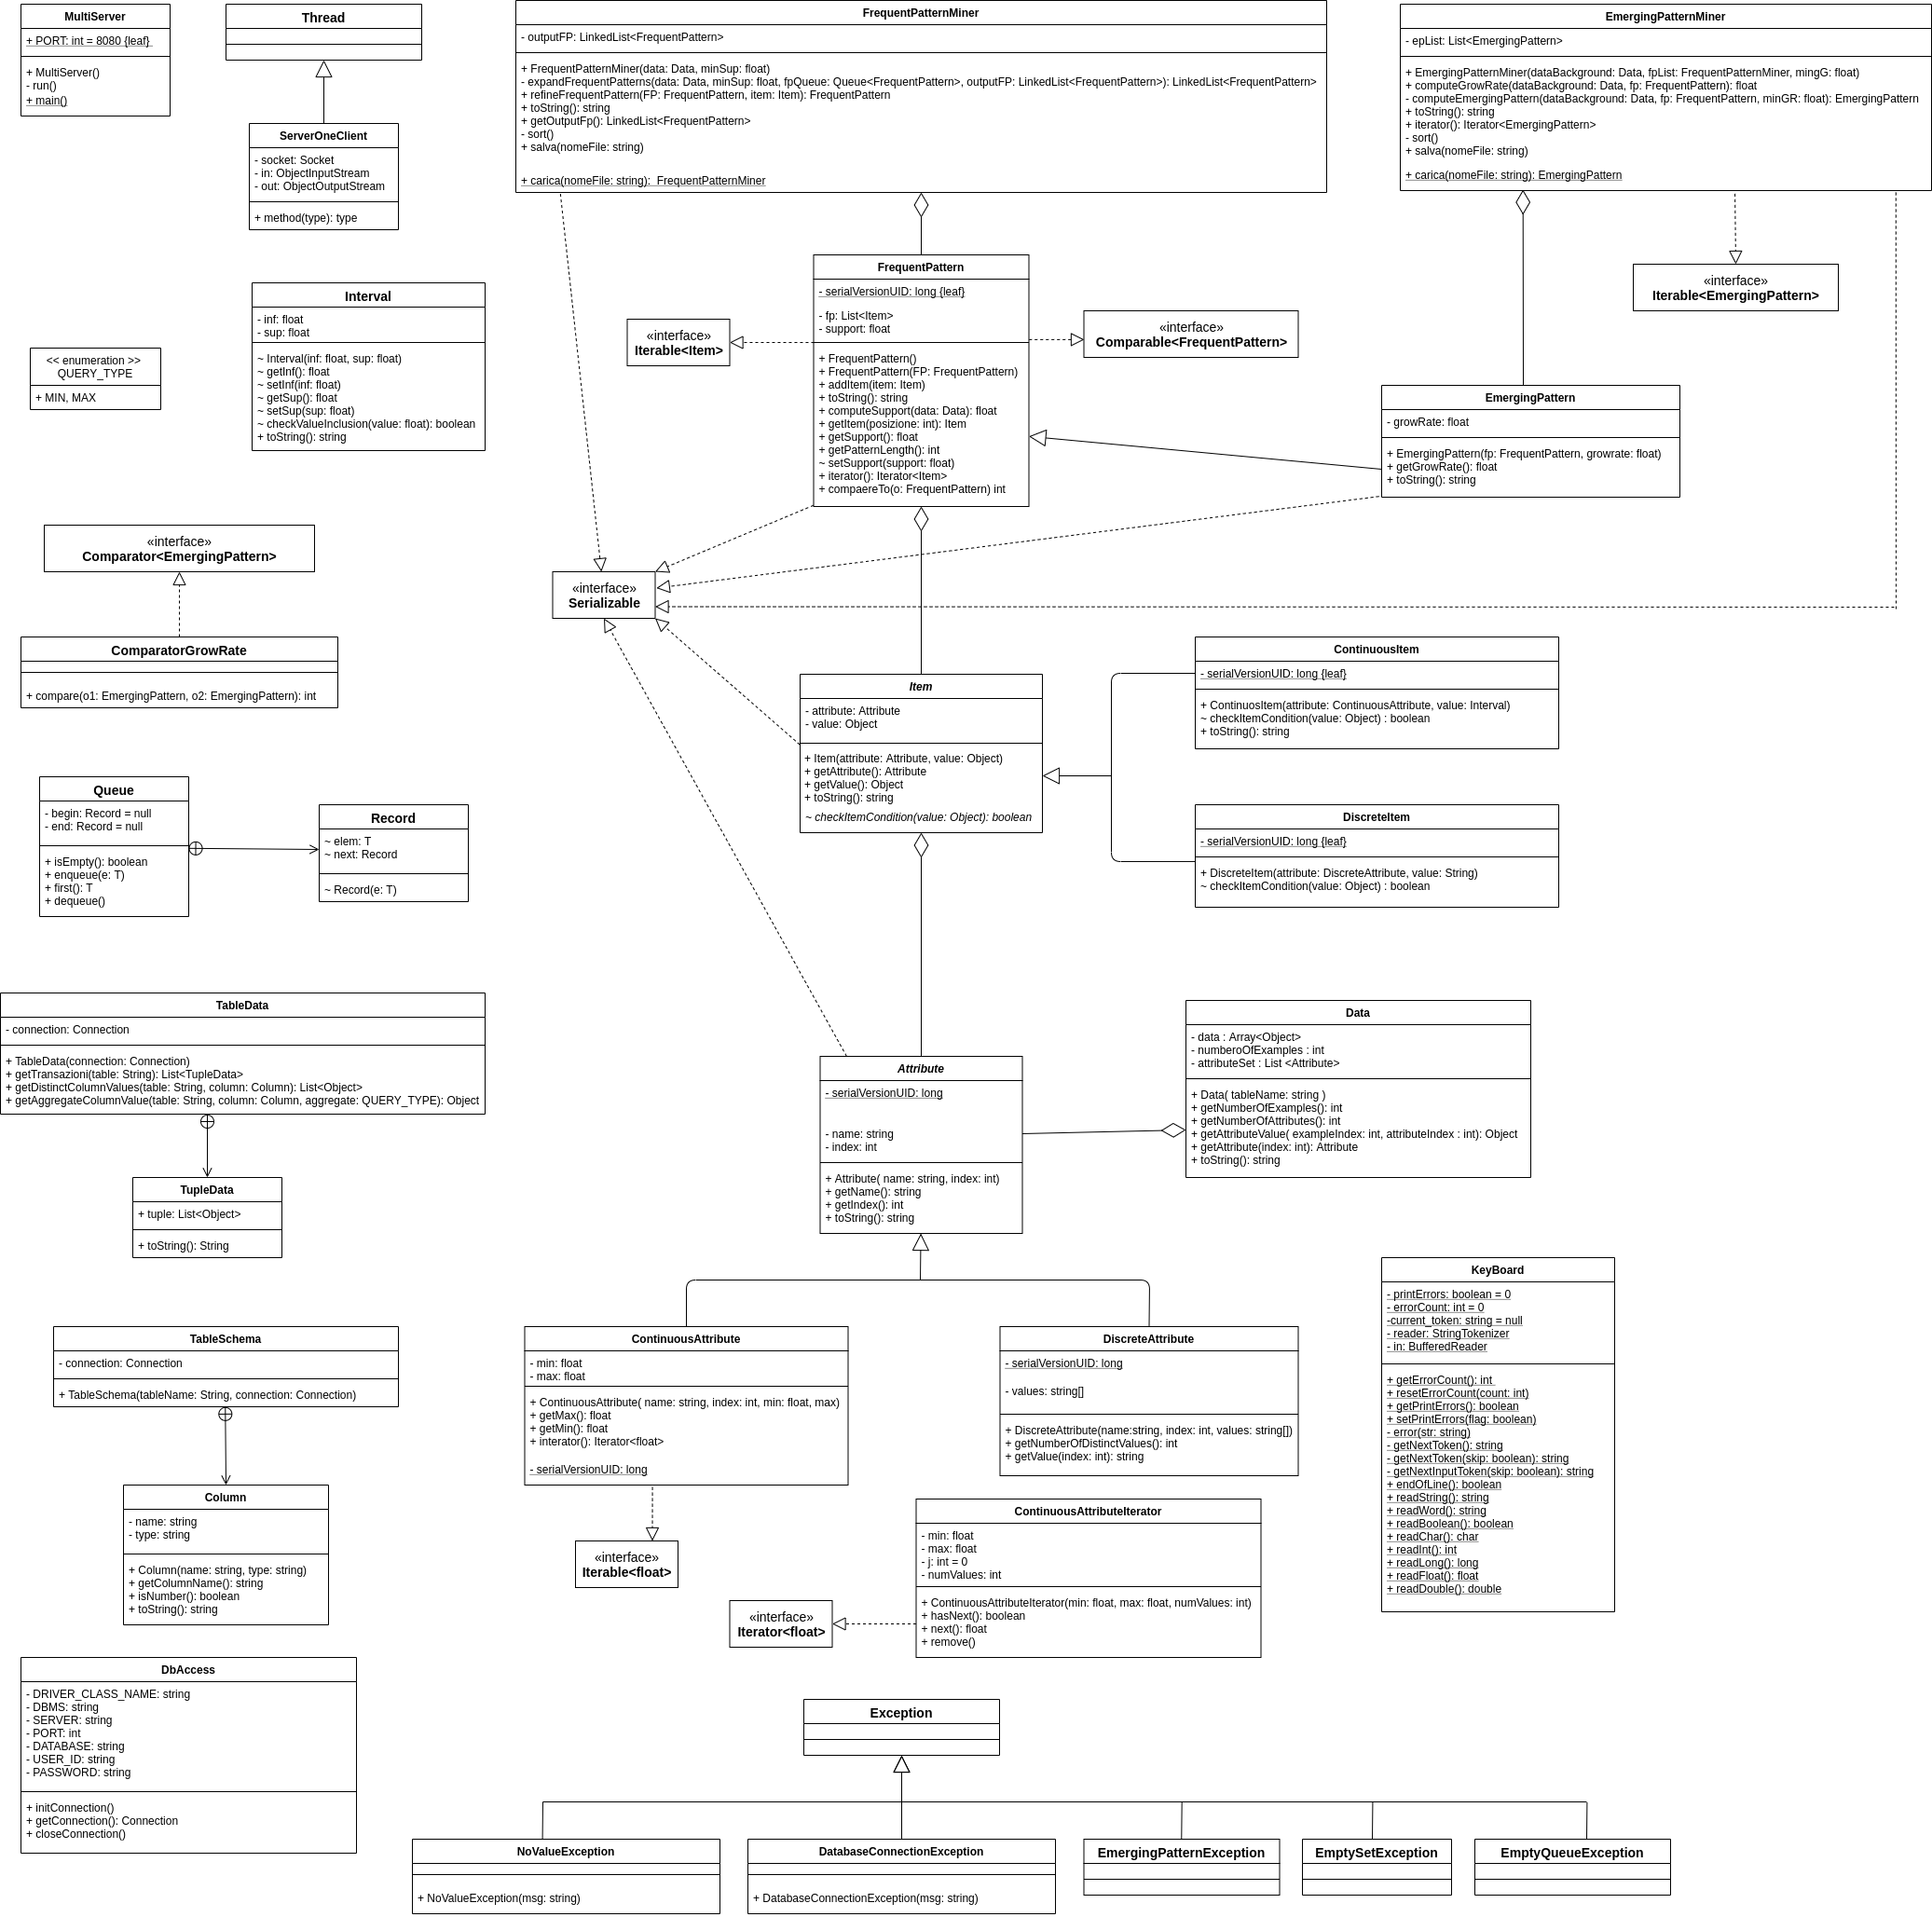 MultiServer
+ PORT: int = 8080 {leaf}
+ MultiServer()
- run()
+ main()
Thread
ServerOneClient
- socket: Socket
- in: ObjectInputStream
- out: ObjectOutputStream
+ method(type): type
FrequentPatternMiner
- outputFP: LinkedList<FrequentPattern>
+ FrequentPatternMiner(data: Data, minSup: float)
- expandFrequentPatterns(data: Data, minSup: float, fpQueue: Queue<FrequentPattern>, outputFP: LinkedList<FrequentPattern>): LinkedList<FrequentPattern>
+ refineFrequentPattern(FP: FrequentPattern, item: Item): FrequentPattern
+ toString(): string
+ getOutputFp(): LinkedList<FrequentPattern>
- sort()
+ salva(nomeFile: string)
+ carica(nomeFile: string):  FrequentPatternMiner
EmergingPatternMiner
- epList: List<EmergingPattern>
+ EmergingPatternMiner(dataBackground: Data, fpList: FrequentPatternMiner, mingG: float)
+ computeGrowRate(dataBackground: Data, fp: FrequentPattern): float
- computeEmergingPattern(dataBackground: Data, fp: FrequentPattern, minGR: float): EmergingPattern
+ toString(): string
+ iterator(): Iterator<EmergingPattern>
- sort()
+ salva(nomeFile: string)
+ carica(nomeFile: string): EmergingPattern
Interval
- inf: float
- sup: float
~ Interval(inf: float, sup: float)
~ getInf(): float
~ setInf(inf: float)
~ getSup(): float
~ setSup(sup: float)
~ checkValueInclusion(value: float): boolean
+ toString(): string
<< enumeration >>
QUERY_TYPE
+ MIN, MAX
«interface»
Iterable<Item>
FrequentPattern
- serialVersionUID: long {leaf}
- fp: List<Item>
- support: float
+ FrequentPattern()
+ FrequentPattern(FP: FrequentPattern)
+ addItem(item: Item)
+ toString(): string
+ computeSupport(data: Data): float
+ getItem(posizione: int): Item
+ getSupport(): float
+ getPatternLength(): int
~ setSupport(support: float)
+ iterator(): Iterator<Item>
+ compaereTo(o: FrequentPattern) int
«interface»
Comparable<FrequentPattern>
«interface»
Iterable<EmergingPattern>
EmergingPattern
- growRate: float
+ EmergingPattern(fp: FrequentPattern, growrate: float)
+ getGrowRate(): float
+ toString(): string
«interface»
Comparator<EmergingPattern>
ComparatorGrowRate
+ compare(o1: EmergingPattern, o2: EmergingPattern): int
«interface»
Serializable
Item
- attribute: Attribute
- value: Object
+ Item(attribute: Attribute, value: Object)
+ getAttribute(): Attribute
+ getValue(): Object
+ toString(): string
~ checkItemCondition(value: Object): boolean
ContinuousItem
- serialVersionUID: long {leaf}
+ ContinuosItem(attribute: ContinuousAttribute, value: Interval)
~ checkItemCondition(value: Object) : boolean
+ toString(): string
DiscreteItem
- serialVersionUID: long {leaf}
+ DiscreteItem(attribute: DiscreteAttribute, value: String)
~ checkItemCondition(value: Object) : boolean
Queue
- begin: Record = null
- end: Record = null
+ isEmpty(): boolean
+ enqueue(e: T)
+ first(): T
+ dequeue()
Record
~ elem: T
~ next: Record
~ Record(e: T)
TableData
- connection: Connection
+ TableData(connection: Connection)
+ getTransazioni(table: String): List<TupleData>
+ getDistinctColumnValues(table: String, column: Column): List<Object>
+ getAggregateColumnValue(table: String, column: Column, aggregate: QUERY_TYPE): Object
TupleData
+ tuple: List<Object>
+ toString(): String
Data
- data : Array<Object>
- numberoOfExamples : int
- attributeSet : List <Attribute>
+ Data( tableName: string )
+ getNumberOfExamples(): int
+ getNumberOfAttributes(): int
+ getAttributeValue( exampleIndex: int, attributeIndex : int): Object
+ getAttribute(index: int): Attribute
+ toString(): string
Attribute
- serialVersionUID: long
- name: string
- index: int
+ Attribute( name: string, index: int)
+ getName(): string
+ getIndex(): int
+ toString(): string
TableSchema
- connection: Connection
+ TableSchema(tableName: String, connection: Connection)
Column
- name: string
- type: string
+ Column(name: string, type: string)
+ getColumnName(): string
+ isNumber(): boolean
+ toString(): string
ContinuousAttribute
- min: float
- max: float
+ ContinuousAttribute( name: string, index: int, min: float, max)
+ getMax(): float
+ getMin(): float
+ interator(): Iterator<float>
- serialVersionUID: long
«interface»
Iterable<float>
DiscreteAttribute
- serialVersionUID: long
- values: string[]
+ DiscreteAttribute(name:string, index: int, values: string[])
+ getNumberOfDistinctValues(): int
+ getValue(index: int): string
ContinuousAttributeIterator
- min: float
- max: float
- j: int = 0
- numValues: int
+ ContinuousAttributeIterator(min: float, max: float, numValues: int)
+ hasNext(): boolean
+ next(): float
+ remove()
«interface»
Iterator<float>
KeyBoard
- printErrors: boolean = 0
- errorCount: int = 0
-current_token: string = null
- reader: StringTokenizer
- in: BufferedReader
+ getErrorCount(): int
+ resetErrorCount(count: int)
+ getPrintErrors(): boolean
+ setPrintErrors(flag: boolean)
- error(str: string)
- getNextToken(): string
- getNextToken(skip: boolean): string
- getNextInputToken(skip: boolean): string
+ endOfLine(): boolean
+ readString(): string
+ readWord(): string
+ readBoolean(): boolean
+ readChar(): char
+ readInt(): int
+ readLong(): long
+ readFloat(): float
+ readDouble(): double
DbAccess
- DRIVER_CLASS_NAME: string
- DBMS: string
- SERVER: string
- PORT: int
- DATABASE: string
- USER_ID: string
- PASSWORD: string
+ initConnection()
+ getConnection(): Connection
+ closeConnection()
Exception
NoValueException
+ NoValueException(msg: string)
DatabaseConnectionException
+ DatabaseConnectionException(msg: string)
EmergingPatternException
EmptySetException
EmptyQueueException